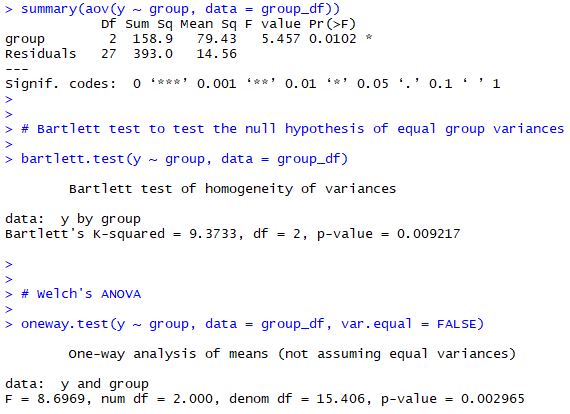 > summary(aov(y ~ group, data = group_df))
            Df Sum Sq Mean Sq F value Pr(>F)
group        2  158.9   79.43   5.457 0.0102 *
Residuals   27  393.0   14.56
---
Signif. codes:  0 ‘***’ 0.001 ‘**’ 0.01 ‘*’ 0.05 ‘.’ 0.1 ‘ ’ 1
>
>
> # Bartlett test to test the null hypothesis of equal group variances
>
> bartlett.test(y ~ group, data = group_df)
        Bartlett test of homogeneity of variances
data:  y by group
Bartlett's K-squared = 9.3733, df = 2, p-value = 0.009217
>
>
> # Welch's ANOVA
>
> oneway.test(y ~ group, data = group_df, var.equal = FALSE)
        One-way analysis of means (not assuming equal variances)
data:  y and group
F = 8.6969, num df = 2.000, denom df = 15.406, p-value = 0.002965